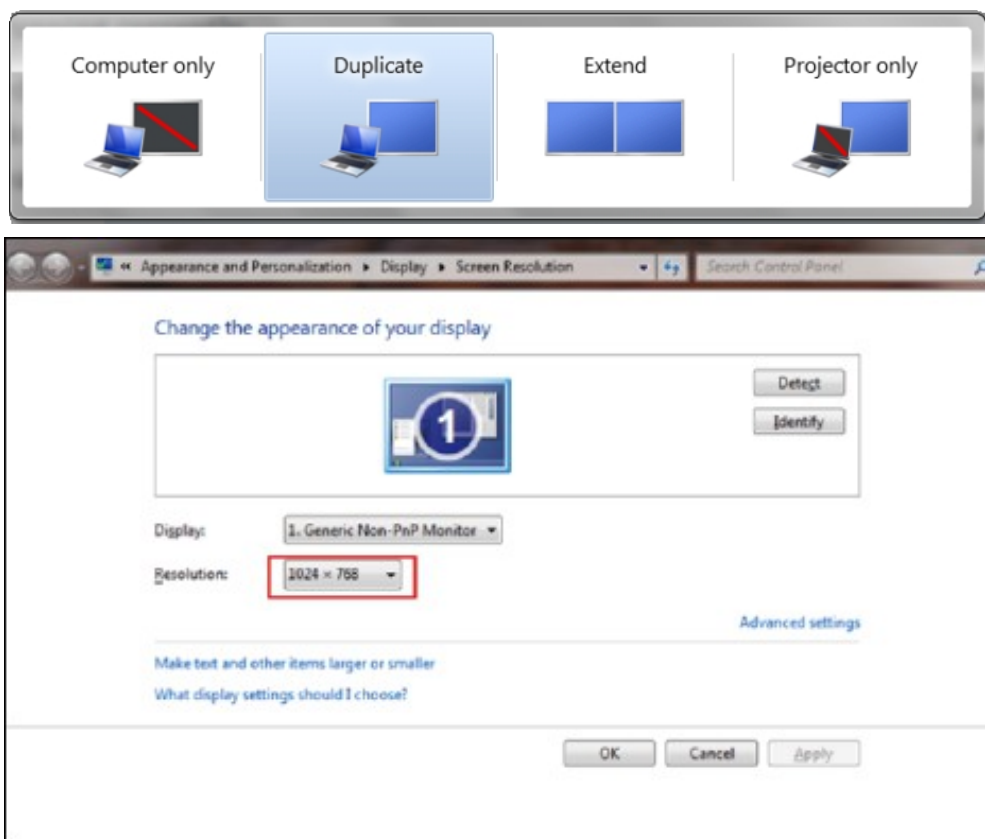 Computer only
Duplicate
Extend
Projector only
« Appearance and Personalization ▸ Display ▸ Screen Resolution
Search Control Panel
Change the appearance of your display
Detect
Identify
1
Display:
1. Generic Non-PnP Monitor
Resolution:
1024 × 768
Advanced settings
Make text and other items larger or smaller
What display settings should I choose?
OK
Cancel
Apply